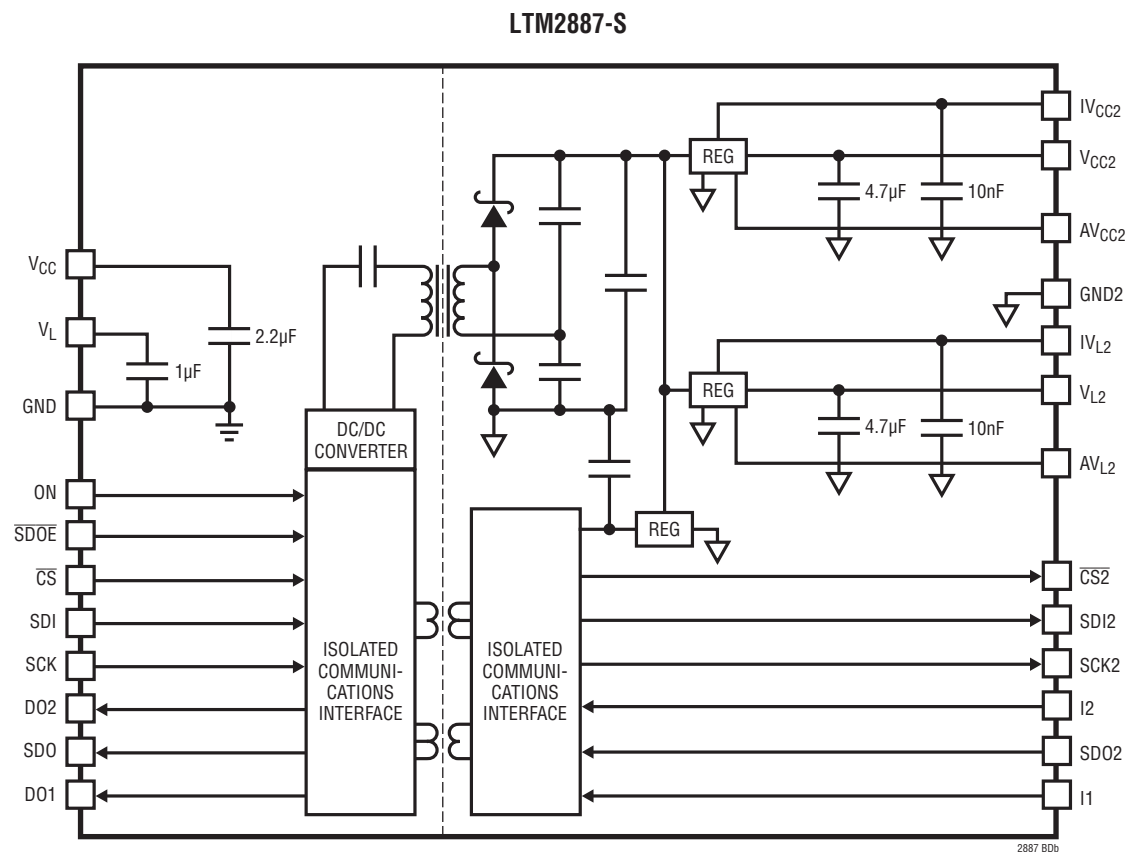 LTM2887-S
VCC
VL
GND
ON
SDOE
CS
SDI
SCK
DO2
SDO
DO1
2.2µF
1µF
DC/DC
CONVERTER
ISOLATED
COMMUNI-
CATIONS
INTERFACE
ISOLATED
COMMUNI-
CATIONS
INTERFACE
REG
4.7µF
10nF
REG
4.7µF
10nF
REG
IVCC2
VCC2
AVCC2
GND2
IVL2
VL2
AVL2
CS2
SDI2
SCK2
I2
SDO2
I1
2887 BDb